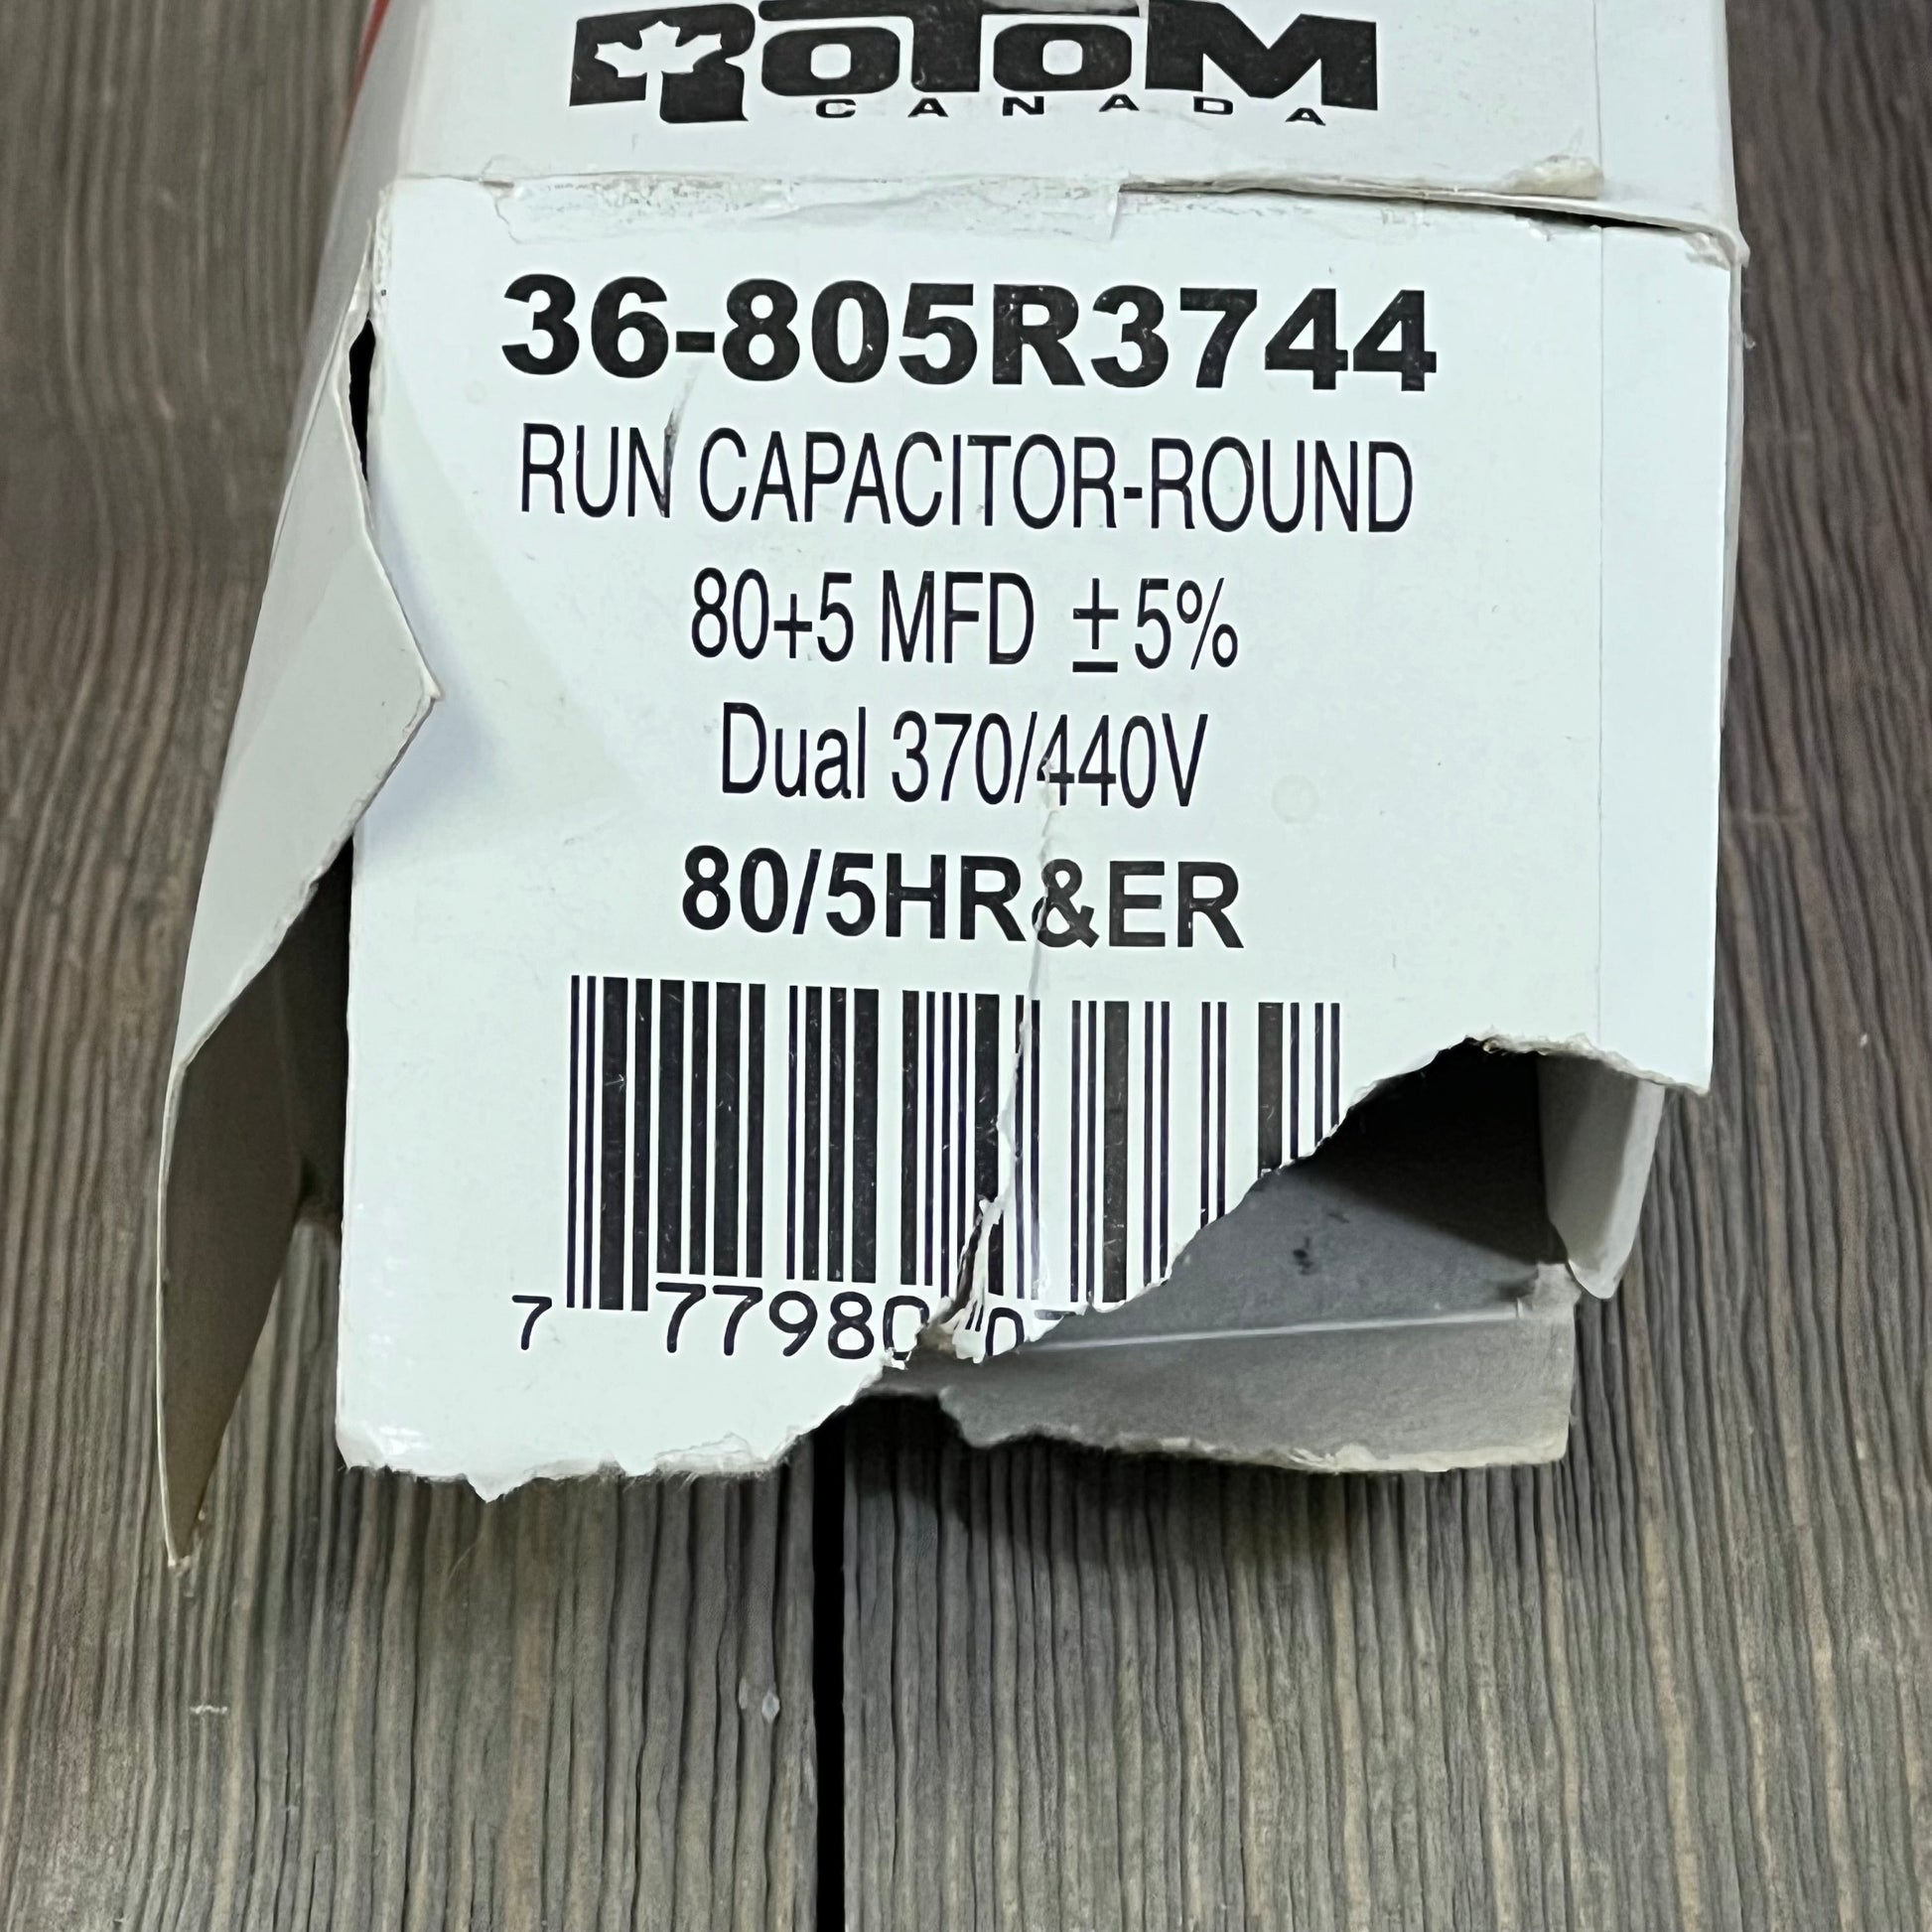 RoToM
CANADA
36-805R3744
RUN CAPACITOR-ROUND
80+5 MFD ±5%
Dual 370/440V
80/5HR&ER
7 77980 0